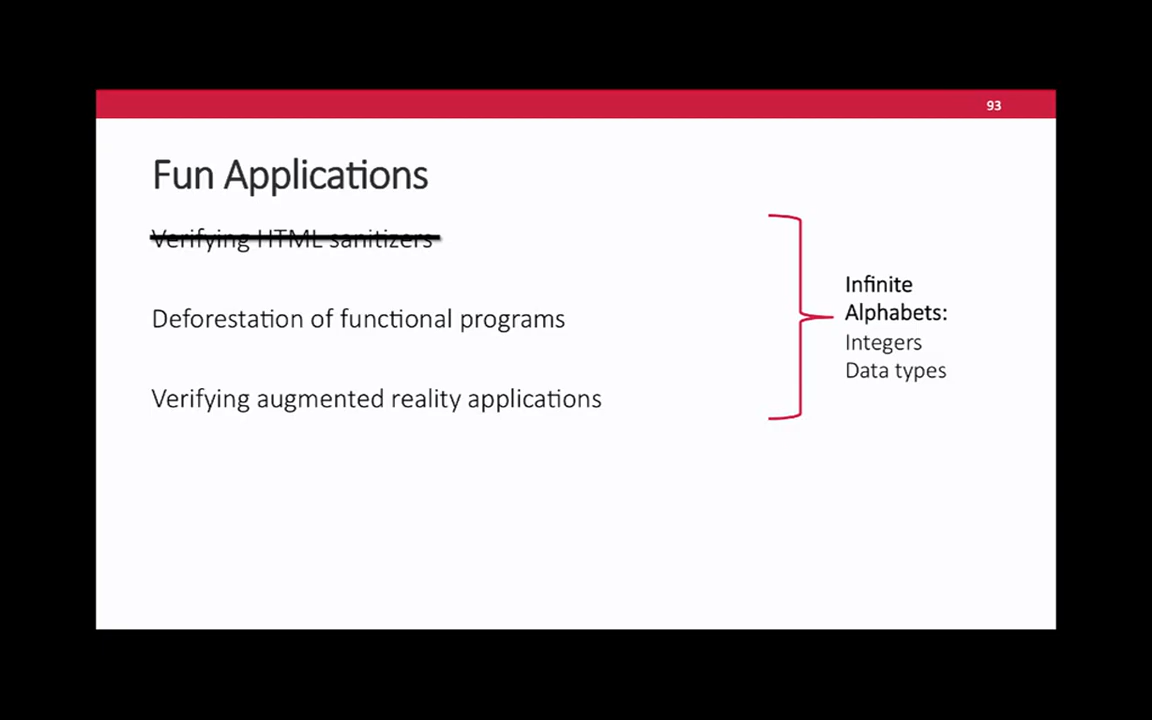 93
Fun Applications
Verifying HTML sanitizers
Deforestation of functional programs
Verifying augmented reality applications
Infinite
Alphabets:
Integers
Data types